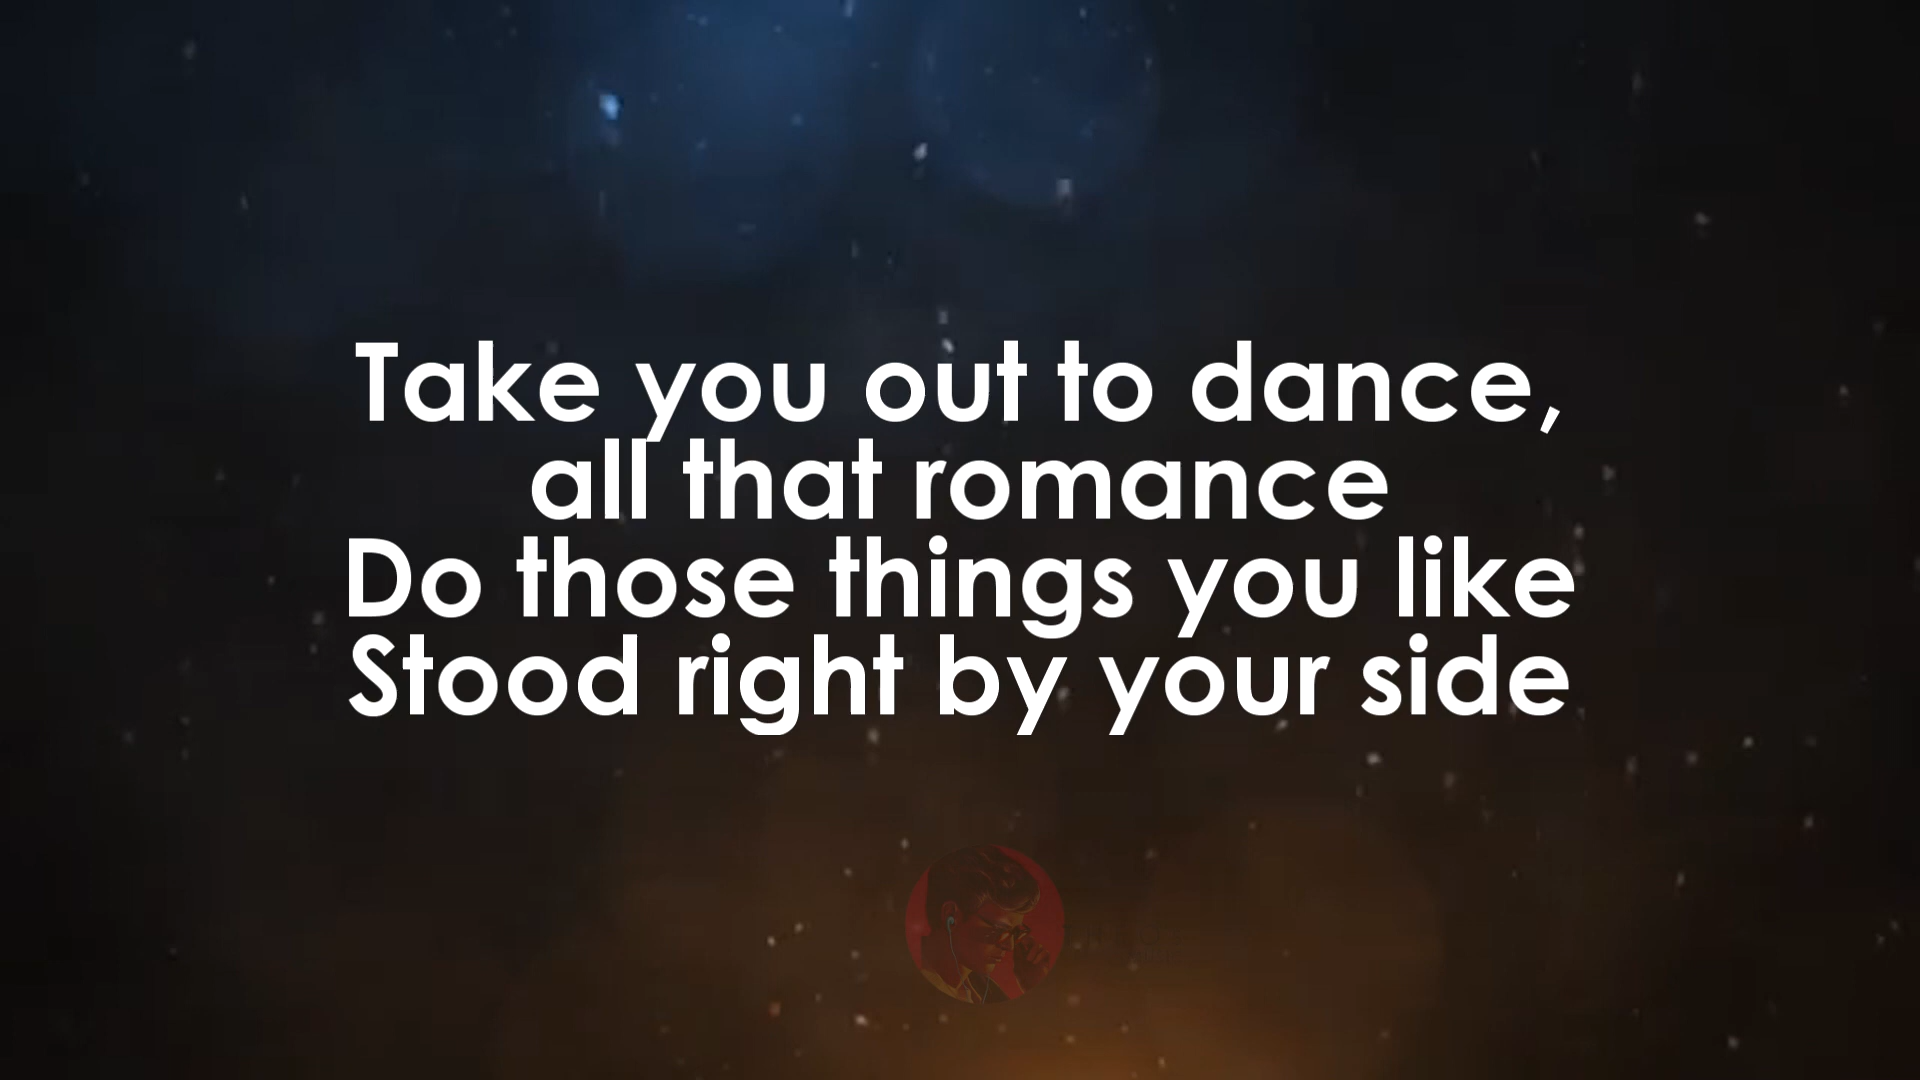 Take you out to dance,
all that romance
Do those things you like
Stood right by your side